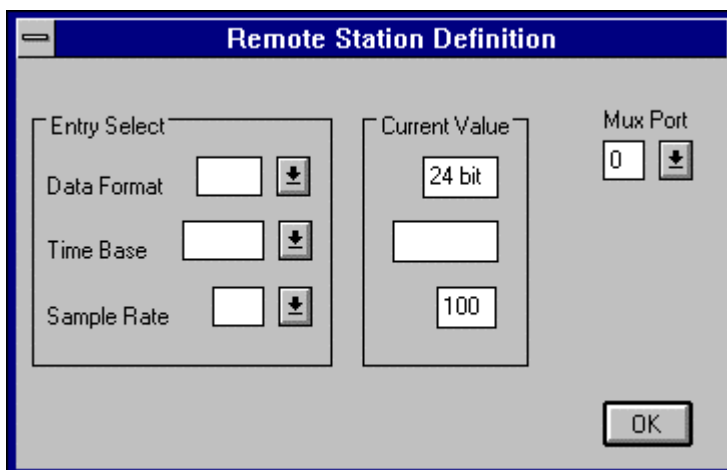 Remote Station Definition
Entry Select
Data Format
Time Base
Sample Rate
Current Value
24 bit
100
Mux Port
0
OK